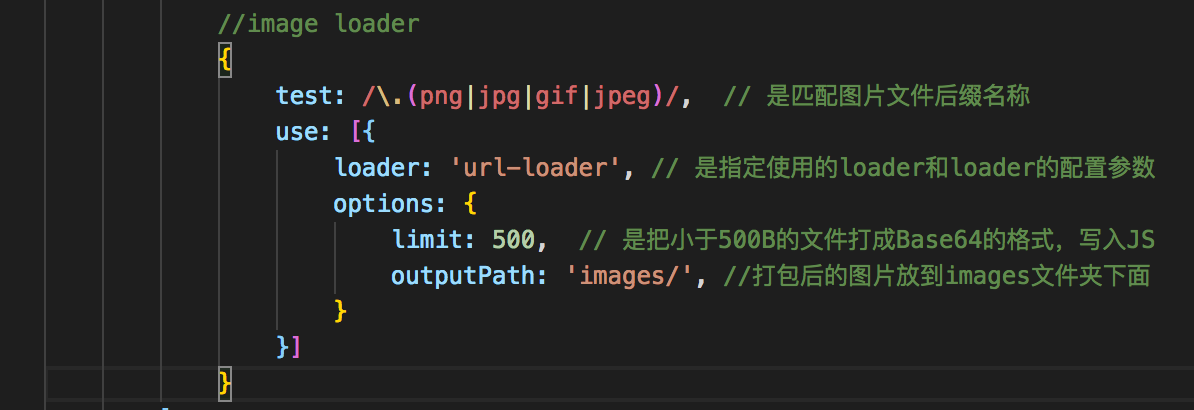 //image loader
{
test: /\.(png|jpg|gif|jpeg)/,  // 是匹配图片文件后缀名称
use: [{
loader: 'url-loader', // 是指定使用的loader和loader的配置参数
options: {
limit: 500,  // 是把小于500B的文件打成Base64的格式，写入JS
outputPath: 'images/', //打包后的图片放到images文件夹下面
}
}]
}